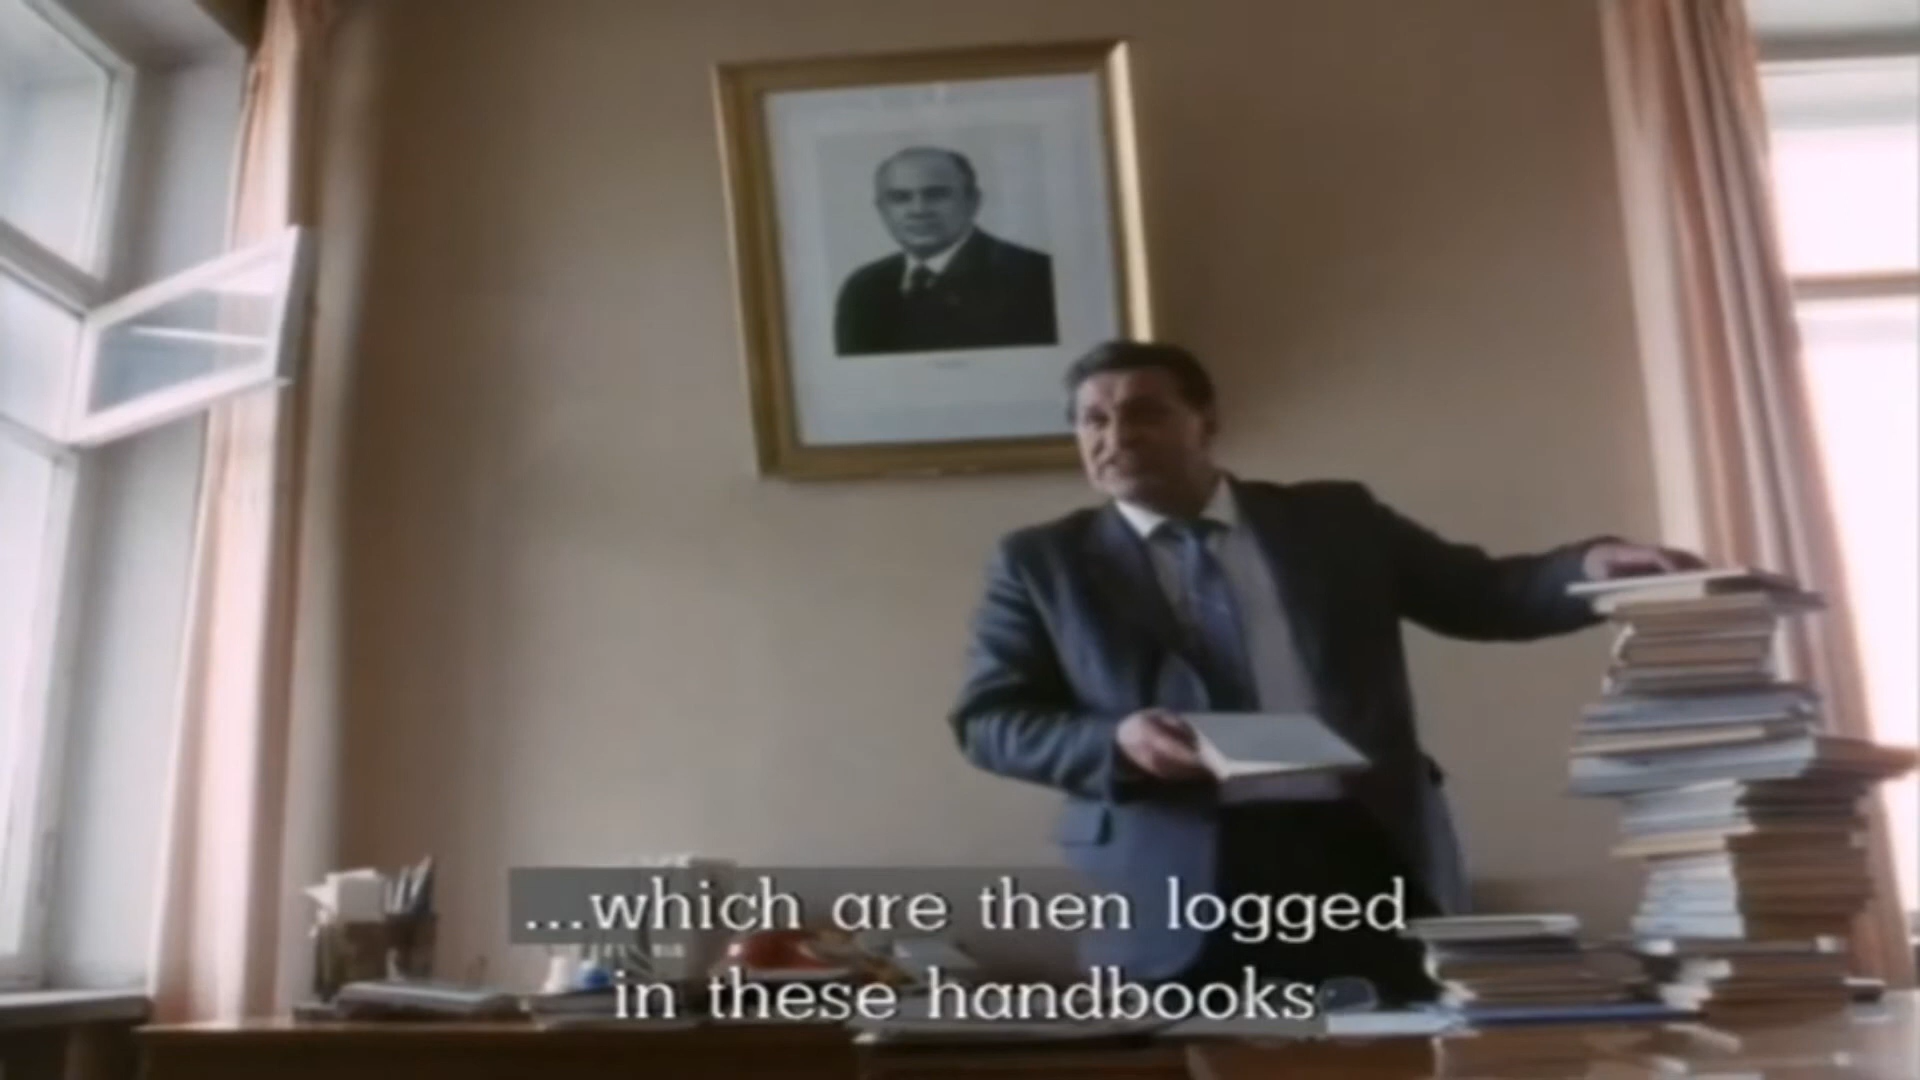 ...which are then logged
in these handbooks